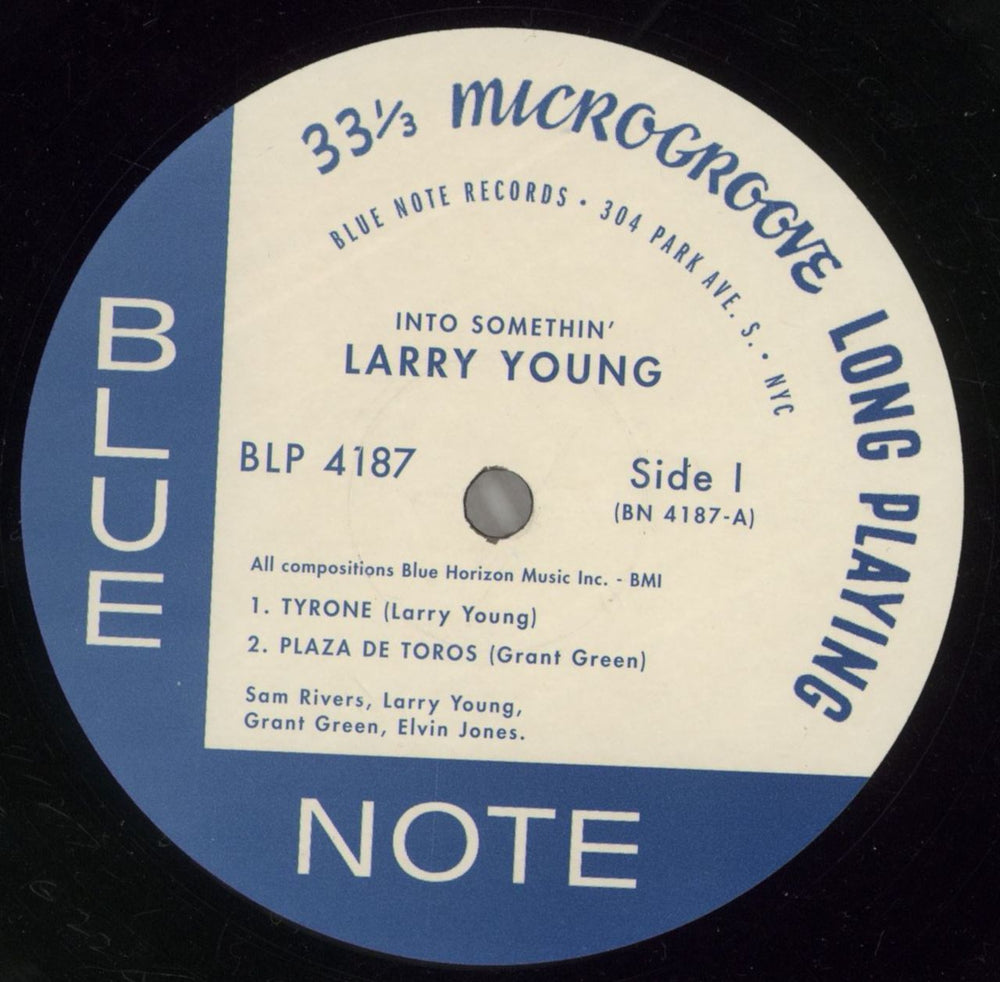 33⅓ MICROGROOVE LONG PLAYING
BLUE NOTE RECORDS · 304 PARK AVE. S. · NYC
INTO SOMETHIN'
LARRY YOUNG
BLP 4187
Side 1
(BN 4187-A)
All compositions Blue Horizon Music Inc. - BMI
1. TYRONE (Larry Young)
2. PLAZA DE TOROS (Grant Green)
Sam Rivers, Larry Young,
Grant Green, Elvin Jones.
BLUE
NOTE